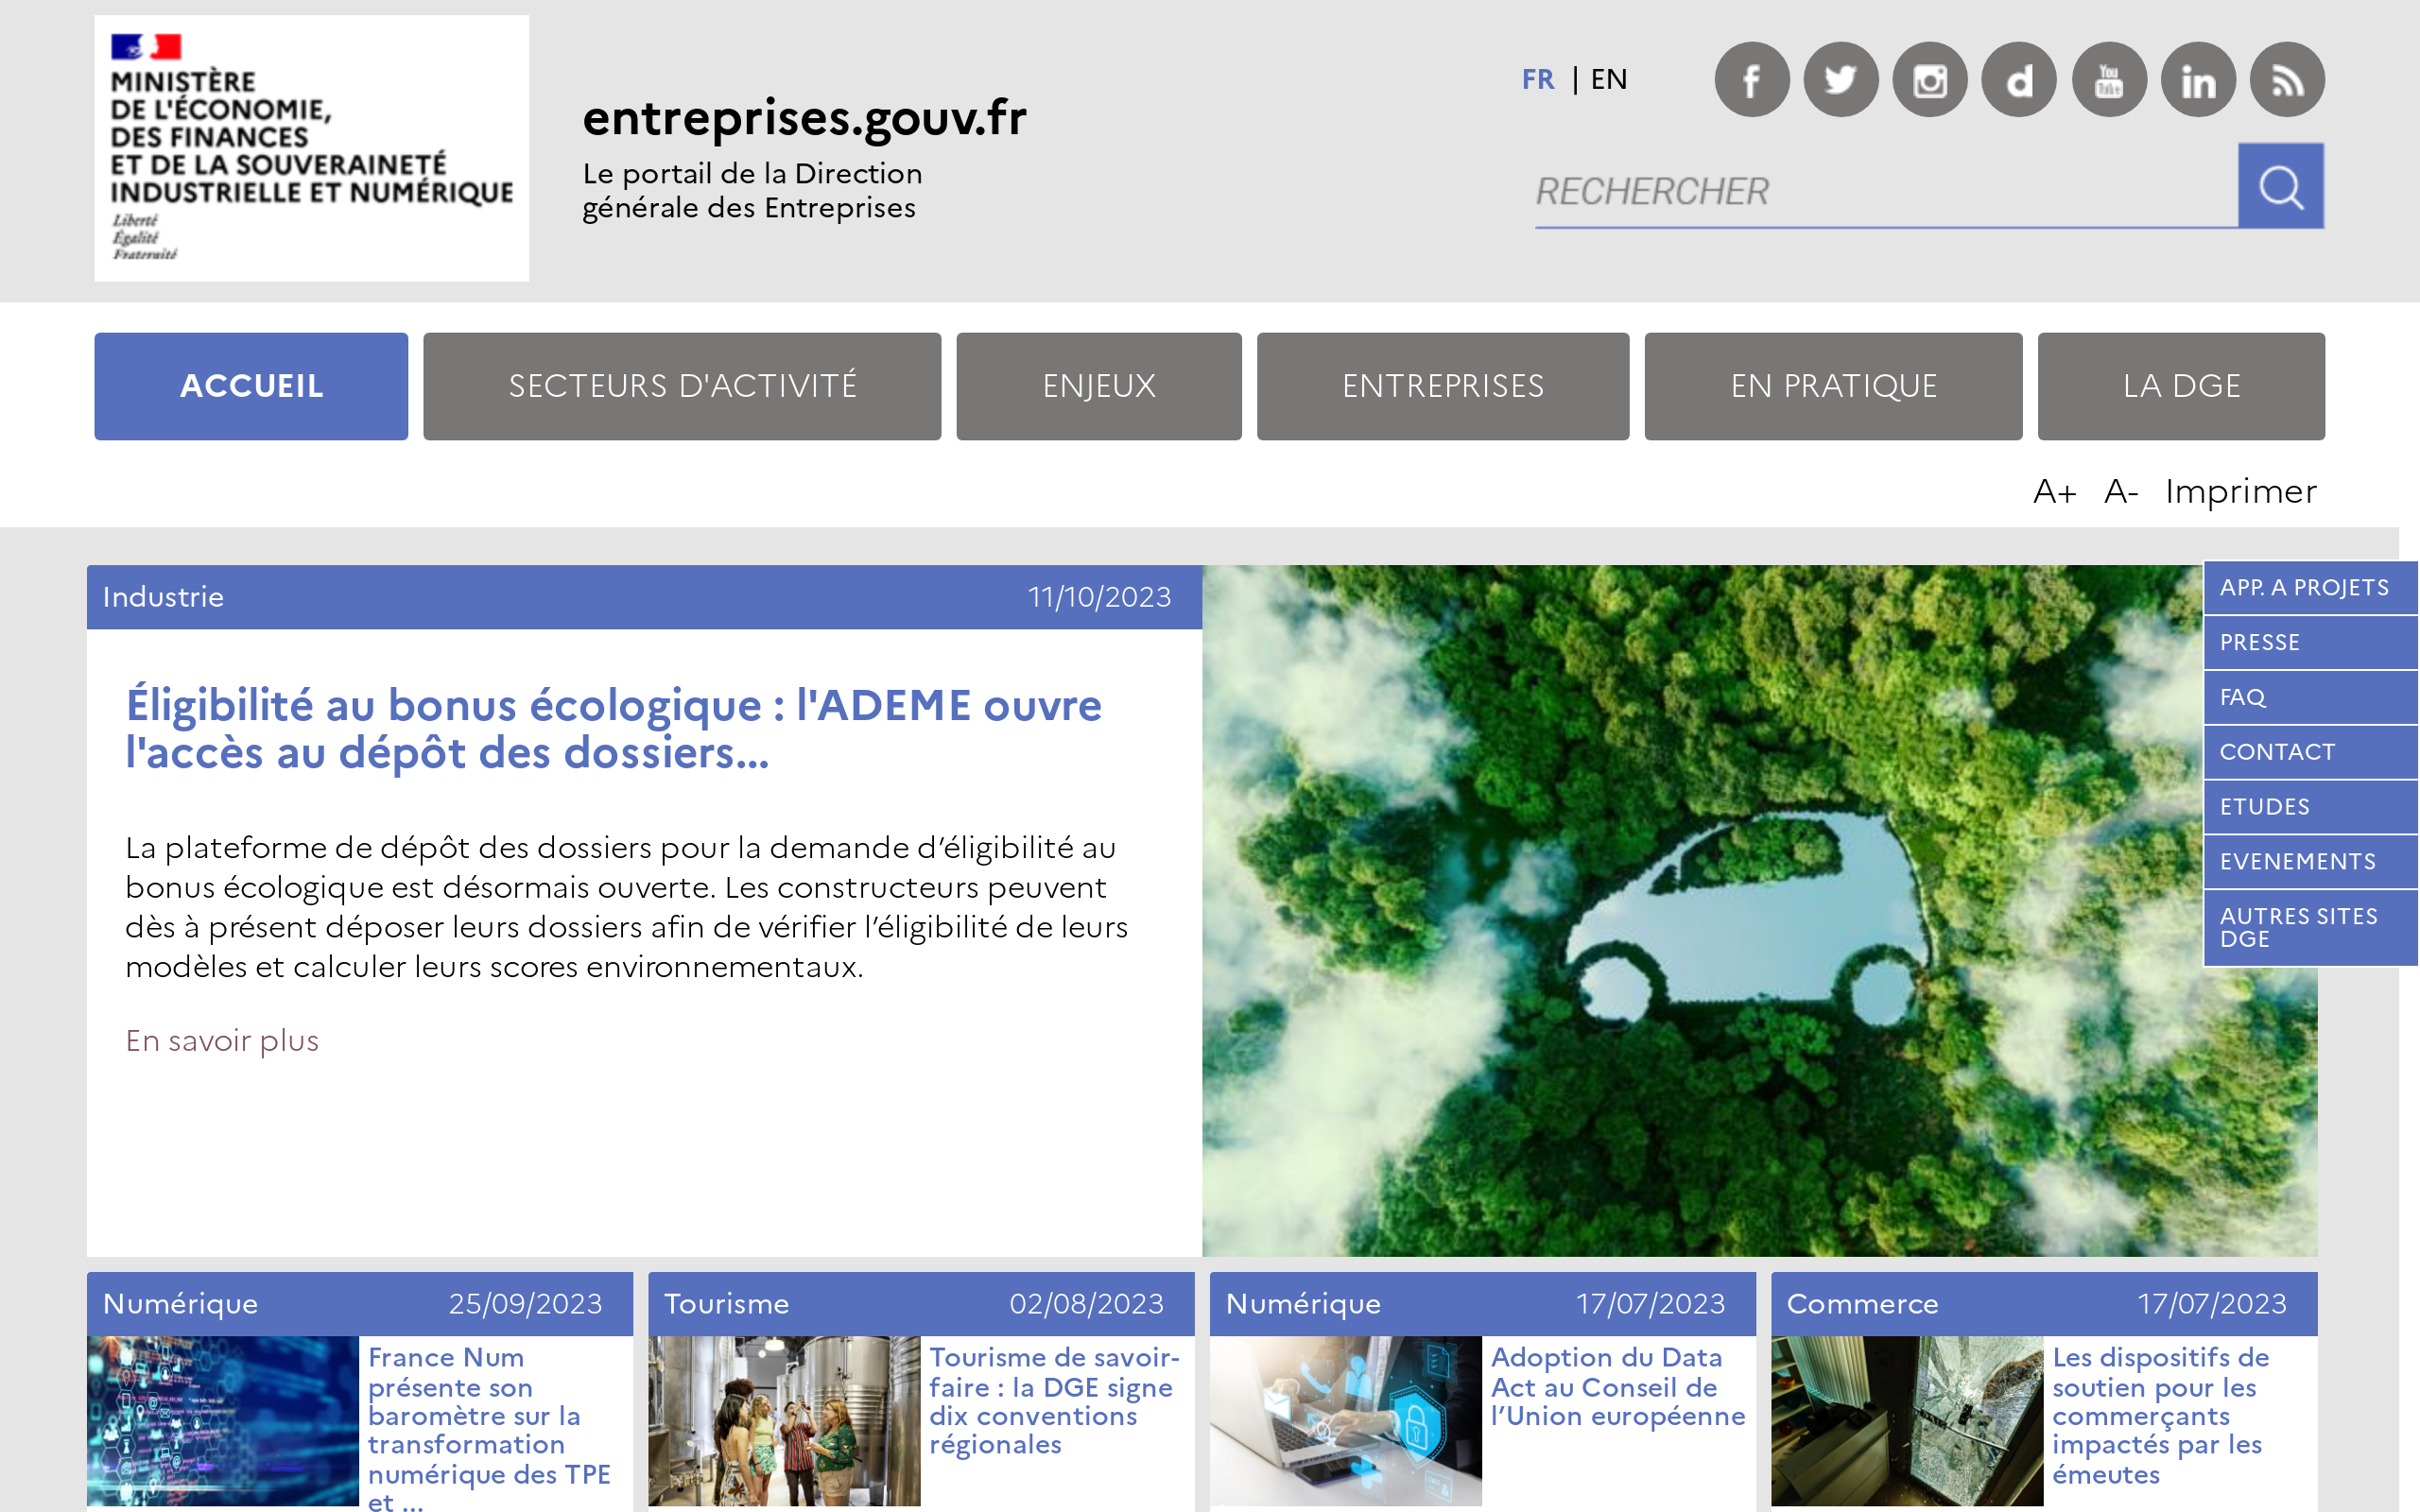 MINISTÈRE
DE L'ÉCONOMIE,
DES FINANCES
ET DE LA SOUVERAINETÉ
INDUSTRIELLE ET NUMÉRIQUE
Liberté
Égalité
Fraternité
entreprises.gouv.fr
Le portail de la Direction
générale des Entreprises
FR | EN
You
Tube
RECHERCHER
ACCUEIL
SECTEURS D'ACTIVITÉ
ENJEUX
ENTREPRISES
EN PRATIQUE
LA DGE
A+ A- Imprimer
Industrie 11/10/2023
Éligibilité au bonus écologique : l'ADEME ouvre
l'accès au dépôt des dossiers...
La plateforme de dépôt des dossiers pour la demande d’éligibilité au
bonus écologique est désormais ouverte. Les constructeurs peuvent
dès à présent déposer leurs dossiers afin de vérifier l’éligibilité de leurs
modèles et calculer leurs scores environnementaux.
En savoir plus
APP. A PROJETS
PRESSE
FAQ
CONTACT
ETUDES
EVENEMENTS
AUTRES SITES
DGE
Numérique 25/09/2023
France Num
présente son
baromètre sur la
transformation
numérique des TPE
et ...
Tourisme 02/08/2023
Tourisme de savoir-
faire : la DGE signe
dix conventions
régionales
Numérique 17/07/2023
Adoption du Data
Act au Conseil de
l’Union européenne
Commerce 17/07/2023
Les dispositifs de
soutien pour les
commerçants
impactés par les
émeutes